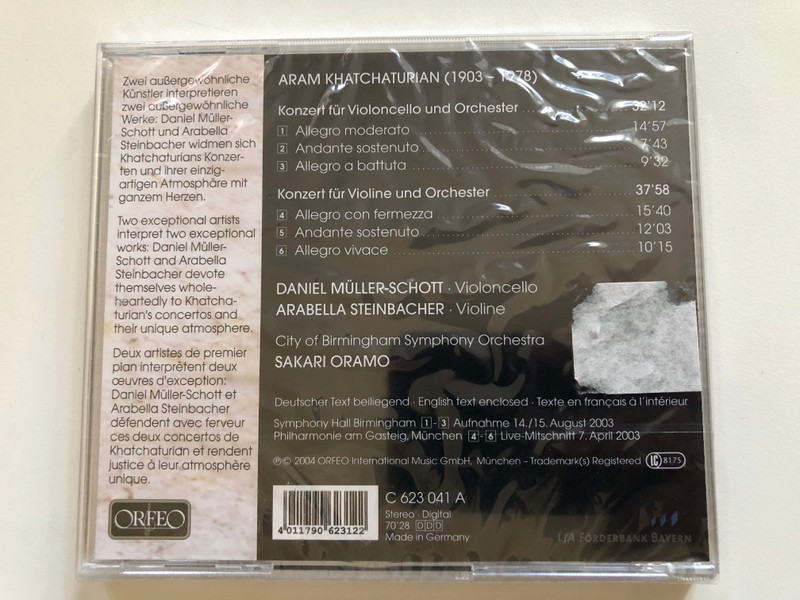 Zwei außergewöhnliche
Künstler interpretieren
zwei außergewöhnliche
Werke: Daniel Müller-
Schott und Arabella
Steinbacher widmen sich
Khatchaturians Konzer-
ten und ihrer einzig-
artigen Atmosphäre mit
ganzem Herzen.
Two exceptional artists
interpret two exceptional
works: Daniel Müller-
Schott and Arabella
Steinbacher devote
themselves whole-
heartedly to Khatcha-
turian's concertos and
their unique atmosphere.
Deux artistes de premier
plan interprètent deux
œuvres d'exception:
Daniel Müller-Schott et
Arabella Steinbacher
défendent avec ferveur
ces deux concertos de
Khatchaturian et rendent
justice à leur atmosphère
unique.
ORFEO
ARAM KHATCHATURIAN (1903 – 1978)
Konzert für Violoncello und Orchester 32'12
1 Allegro moderato 14'57
2 Andante sostenuto 7'43
3 Allegro a battuta 9'32
Konzert für Violine und Orchester 37'58
4 Allegro con fermezza 15'40
5 Andante sostenuto 12'03
6 Allegro vivace 10'15
DANIEL MÜLLER-SCHOTT · Violoncello
ARABELLA STEINBACHER · Violine
City of Birmingham Symphony Orchestra
SAKARI ORAMO
Deutscher Text beiliegend · English text enclosed · Texte en français à l'intérieur
Symphony Hall Birmingham 1 - 3 Aufnahme 14./15. August 2003
Philharmonie am Gasteig, München 4 - 6 Live-Mitschnitt 7. April 2003
℗ © 2004 ORFEO International Music GmbH, München – Trademark(s) Registered LC 8175
4 011790 623122
C 623 041 A
Stereo · Digital
70'28 DDD
Made in Germany
LfA FÖRDERBANK BAYERN